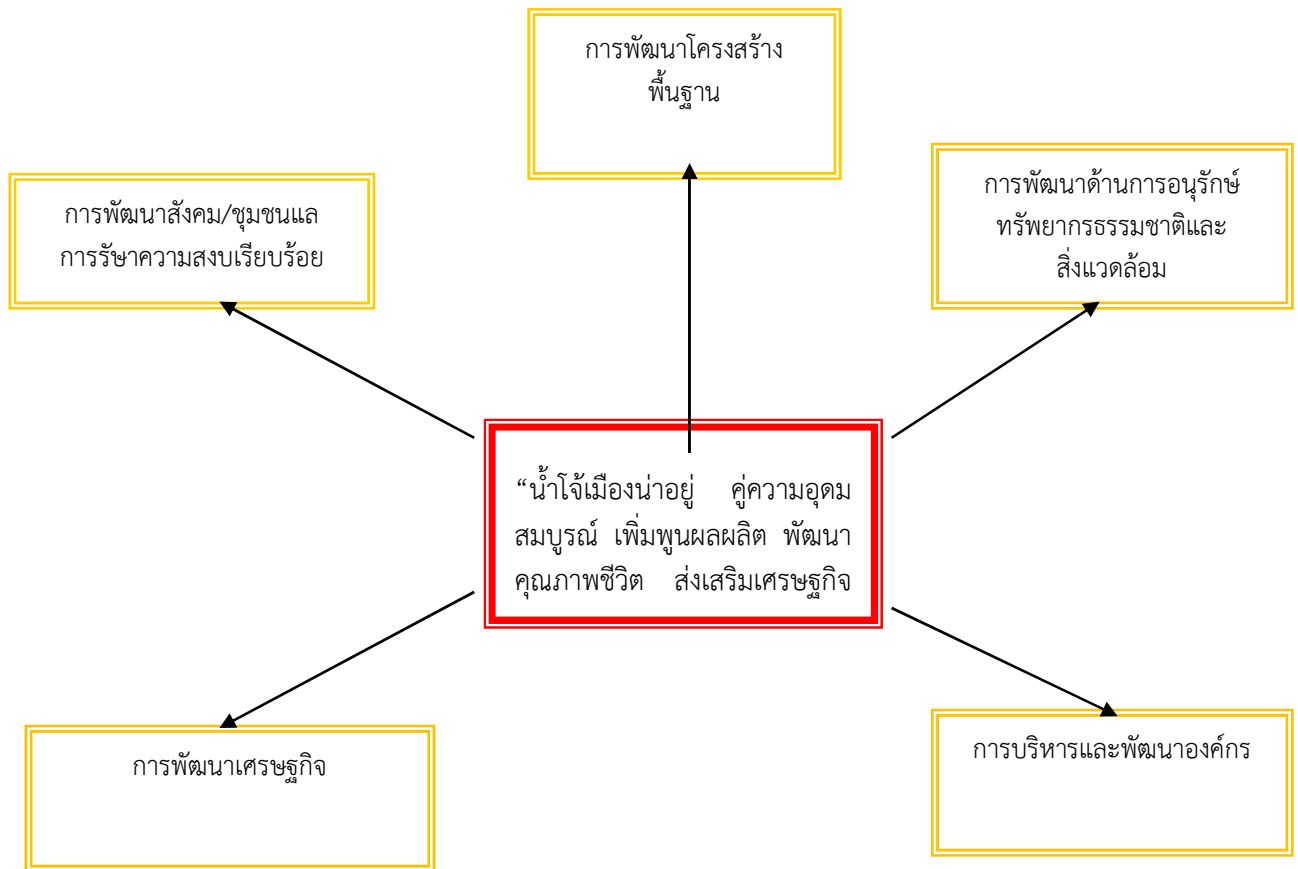 การพัฒนาโครงสร้าง
พื้นฐาน
การพัฒนาสังคม/ชุมชนแล
การรัษาความสงบเรียบร้อย
การพัฒนาด้านการอนุรักษ์
ทรัพยากรธรรมชาติและ
สิ่งแวดล้อม
“น้ำโจ้เมืองน่าอยู่ คู่ความอุดม
สมบูรณ์ เพิ่มพูนผลผลิต พัฒนา
คุณภาพชีวิต ส่งเสริมเศรษฐกิจ
การพัฒนาเศรษฐกิจ
การบริหารและพัฒนาองค์กร